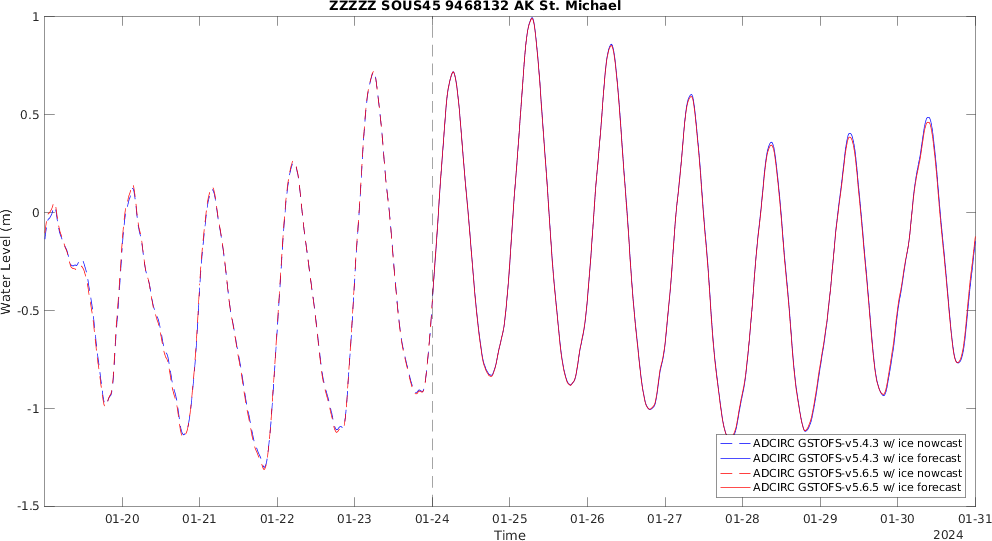 ZZZZZ SOUS45 9468132 AK St. Michael
1
0.5
0
-0.5
-1
-1.5
Water Level (m)
ADCIRC GSTOFS-v5.4.3 w/ ice nowcast
ADCIRC GSTOFS-v5.4.3 w/ ice forecast
ADCIRC GSTOFS-v5.6.5 w/ ice nowcast
ADCIRC GSTOFS-v5.6.5 w/ ice forecast
01-20 01-21 01-22 01-23 01-24 01-25 01-26 01-27 01-28 01-29 01-30 01-31
Time
2024